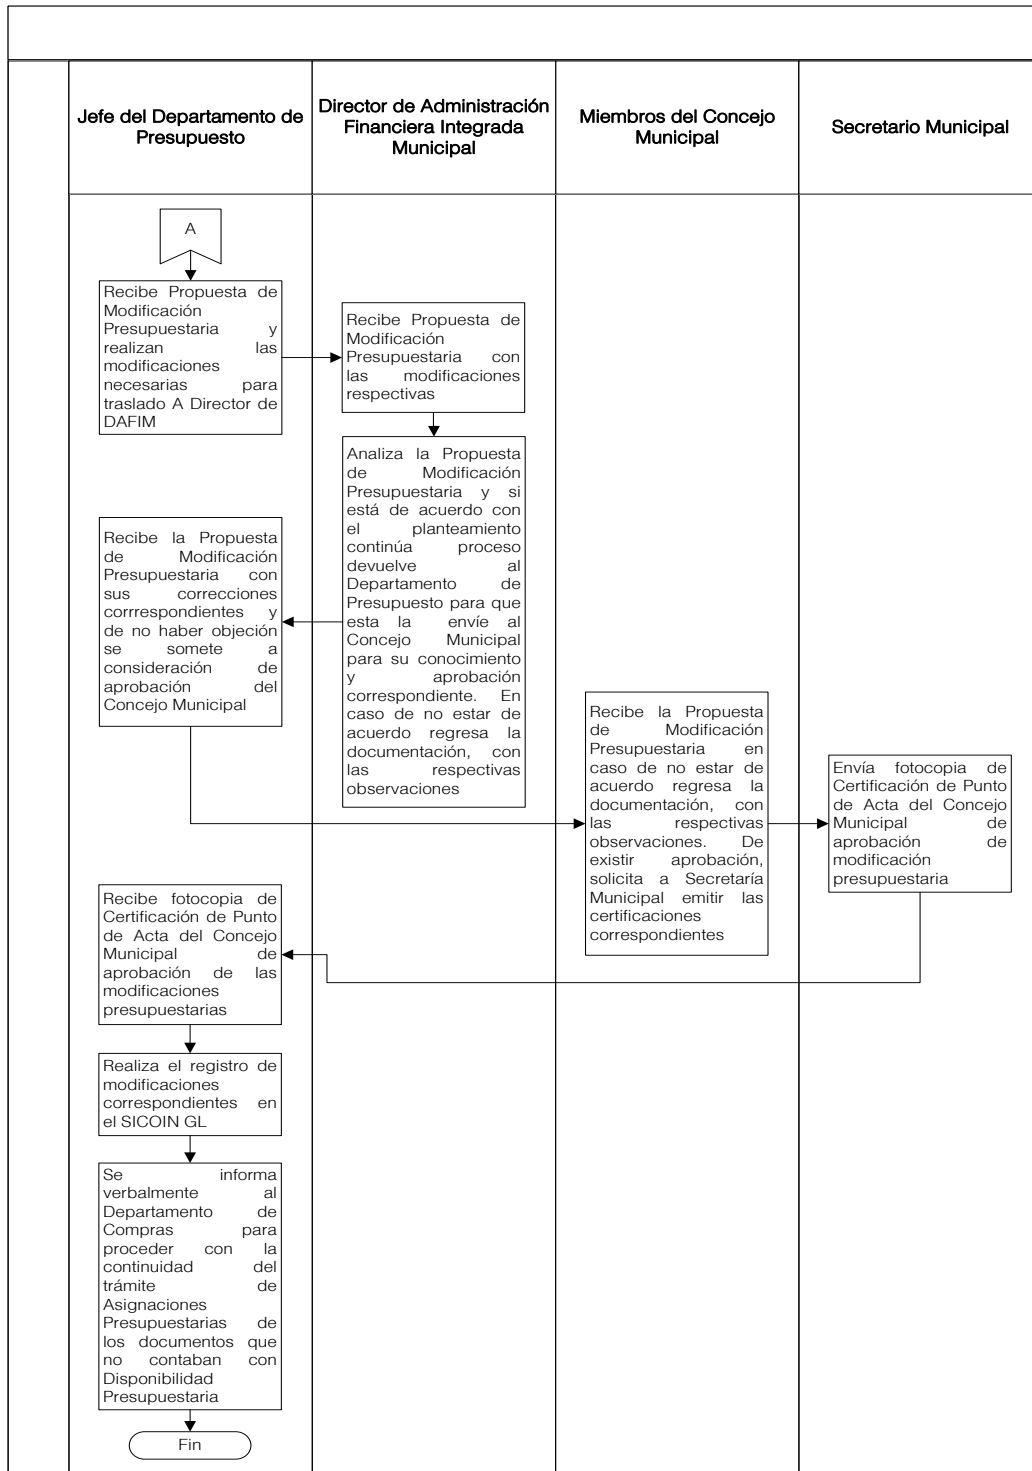 Jefe del Departamento de
Presupuesto
Director de Administración
Financiera Integrada
Municipal
Miembros del Concejo
Municipal
Secretario Municipal
A
Recibe Propuesta de
Modificación
Presupuestaria y
realizan las
modificaciones
necesarias para
traslado A Director de
DAFIM
Recibe Propuesta de
Modificación
Presupuestaria con
las modificaciones
respectivas
Analiza la Propuesta
de Modificación
Presupuestaria y si
está de acuerdo con
el planteamiento
continúa proceso
devuelve al
Departamento de
Presupuesto para que
esta la envíe al
Concejo Municipal
para su conocimiento
y aprobación
correspondiente. En
caso de no estar de
acuerdo regresa la
documentación, con
las respectivas
observaciones
Recibe la Propuesta
de Modificación
Presupuestaria con
sus correcciones
corrrespondientes y
de no haber objeción
se somete a
consideración de
aprobación del
Concejo Municipal
Recibe la Propuesta
de Modificación
Presupuestaria en
caso de no estar de
acuerdo regresa la
documentación, con
las respectivas
observaciones. De
existir aprobación,
solicita a Secretaría
Municipal emitir las
certificaciones
correspondientes
Envía fotocopia de
Certificación de Punto
de Acta del Concejo
Municipal de
aprobación de
modificación
presupuestaria
Recibe fotocopia de
Certificación de Punto
de Acta del Concejo
Municipal de
aprobación de las
modificaciones
presupuestarias
Realiza el registro de
modificaciones
correspondientes en
el SICOIN GL
Se informa
verbalmente al
Departamento de
Compras para
proceder con la
continuidad del
trámite de
Asignaciones
Presupuestarias de
los documentos que
no contaban con
Disponibilidad
Presupuestaria
Fin